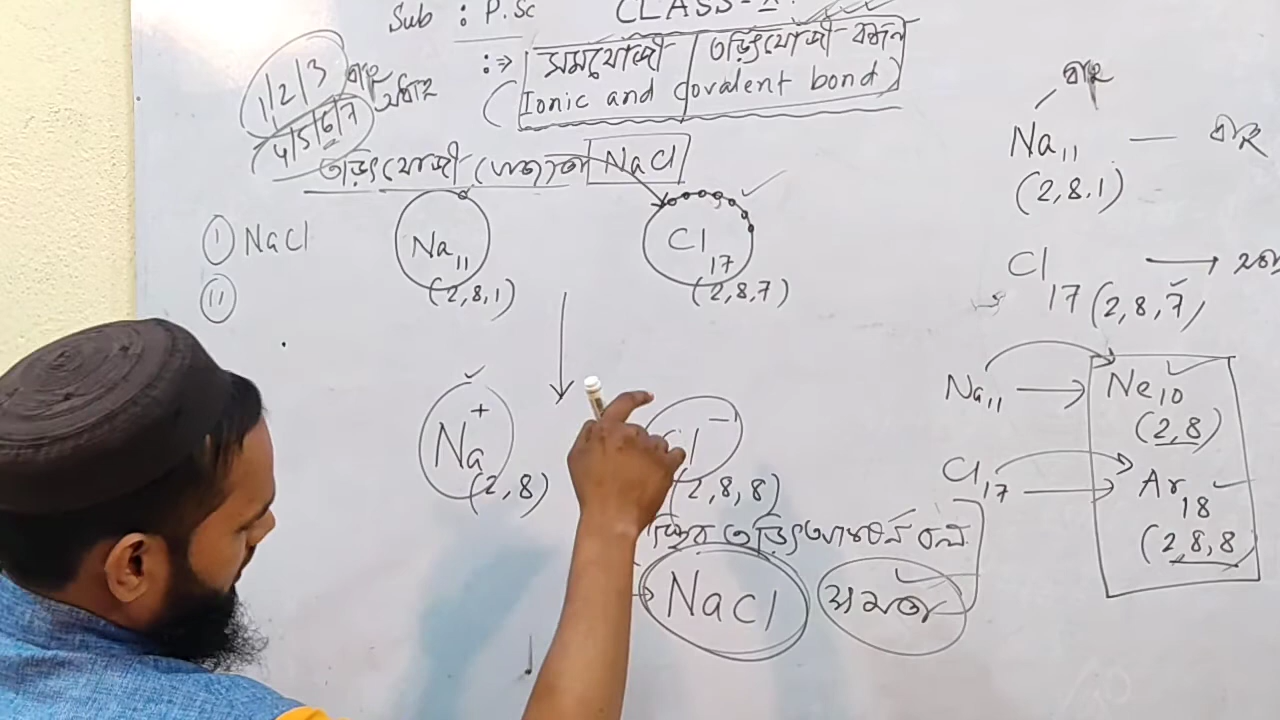 Sub : P.Sc CLASS-X
:⇒ সমযোজী / তড়িৎযোজী বন্ধন
(Ionic and covalent bond)
1/2/3 ধাতু
4/5/6/7 অধাতু
তড়িৎযোজী NaCl
(i) NaCl
(ii)
Na₁₁
(2,8,1)
Cl₁₇
(2,8,7)
Na⁺
(2,8)
Cl⁻
(2,8,8)
NaCl
ধাতু
Na₁₁ — ধাতু
(2,8,1)
Cl₁₇ →
(2,8,7)
Na₁₁ → Ne₁₀
(2,8)
Cl₁₇ → Ar₁₈
(2,8,8)